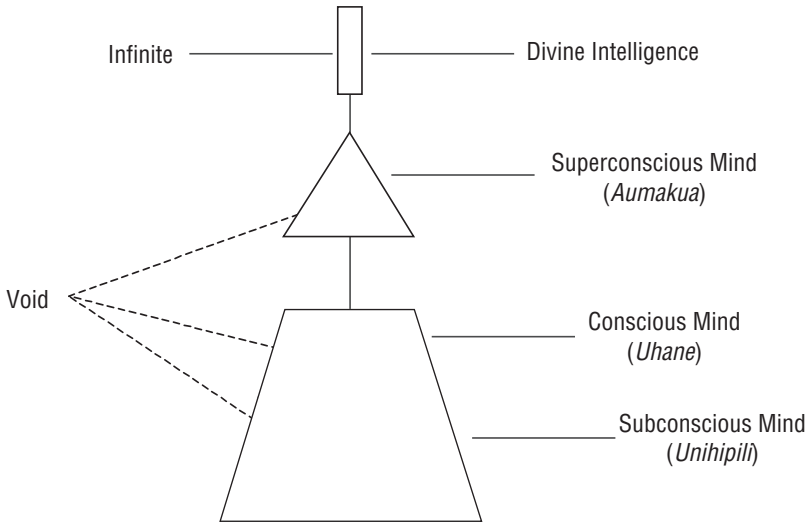 Infinite
Divine Intelligence
Superconscious Mind
(Aumakua)
Void
Conscious Mind
(Uhane)
Subconscious Mind
(Unihipili)